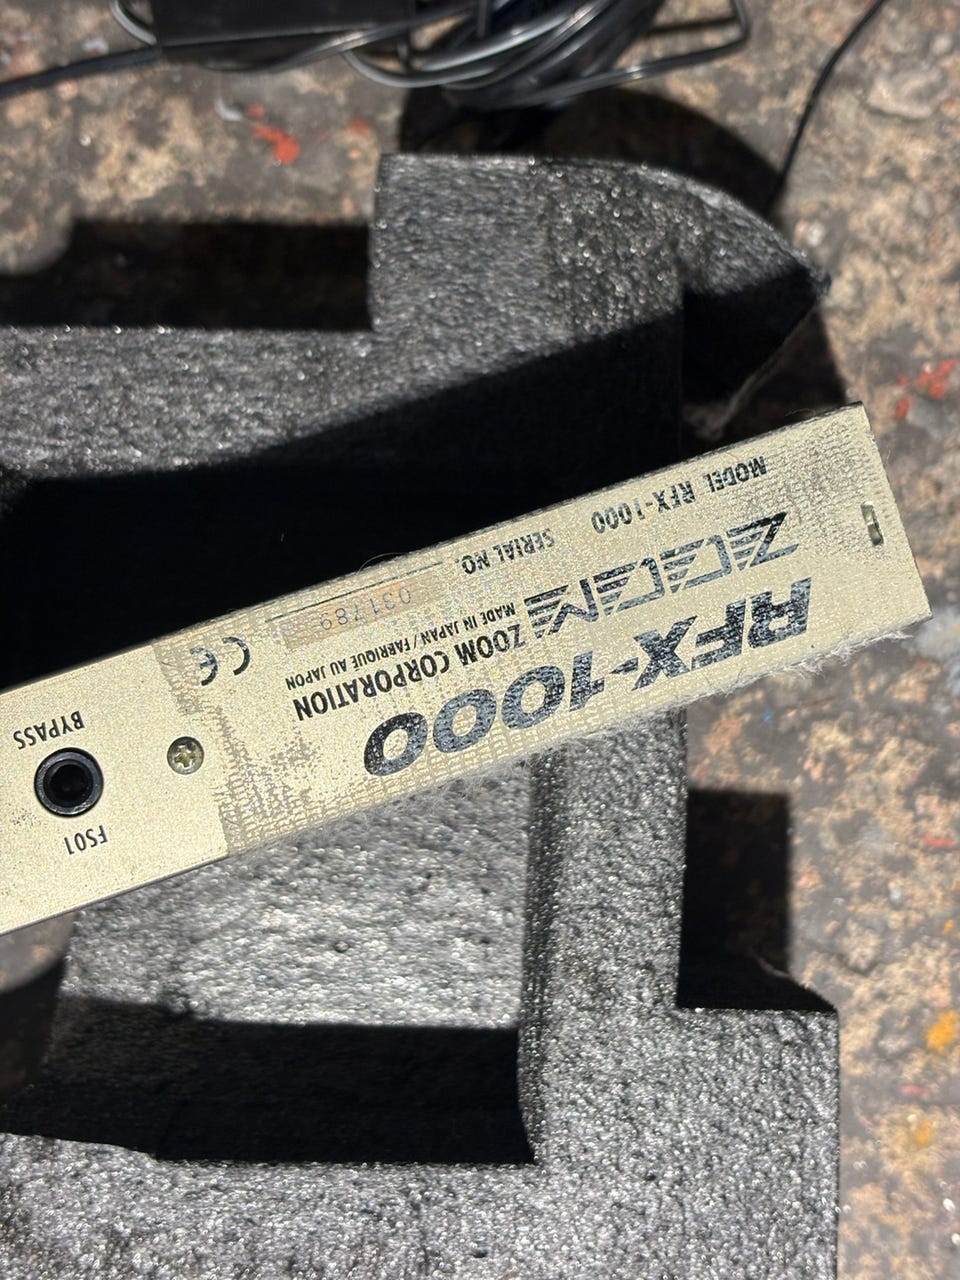 RFX-1000
ZOOM
MODEL RFX-1000
SERIAL NO.
031789
ZOOM CORPORATION
MADE IN JAPAN / FABRIQUÉ AU JAPON
CE
BYPASS
FS01